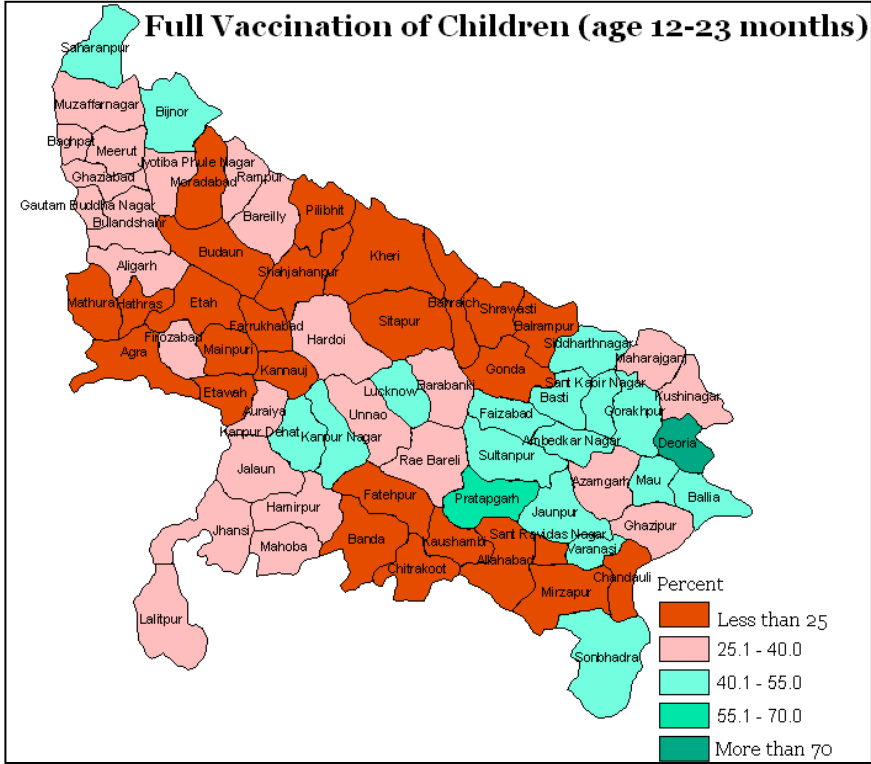 Full Vaccination of Children (age 12-23 months)
Saharanpur
Muzaffarnagar
Bijnor
Baghpat
Meerut
Jyotiba Phule Nagar
Ghaziabad
Moradabad
Rampur
Gautam Buddha Nagar
Bulandshahr
Bareilly
Pilibhit
Budaun
Kheri
Aligarh
Shahjahanpur
Mathura
Hathras
Etah
Bahraich
Shrawasti
Farrukhabad
Sitapur
Balrampur
Firozabad
Hardoi
Siddharthnagar
Agra
Mainpuri
Maharajganj
Kannauj
Gonda
Etawah
Lucknow
Barabanki
Sant Kabir Nagar
Kushinagar
Basti
Auraiya
Unnao
Faizabad
Gorakhpur
Kanpur Dehat
Kanpur Nagar
Ambedkar Nagar
Deoria
Sultanpur
Rae Bareli
Jalaun
Azamgarh
Mau
Fatehpur
Pratapgarh
Ballia
Hamirpur
Jaunpur
Ghazipur
Jhansi
Banda
Kaushambi
Sant Ravidas Nagar
Mahoba
Allahabad
Varanasi
Chitrakoot
Chandauli
Mirzapur
Lalitpur
Sonbhadra
Percent
Less than 25
25.1 - 40.0
40.1 - 55.0
55.1 - 70.0
More than 70